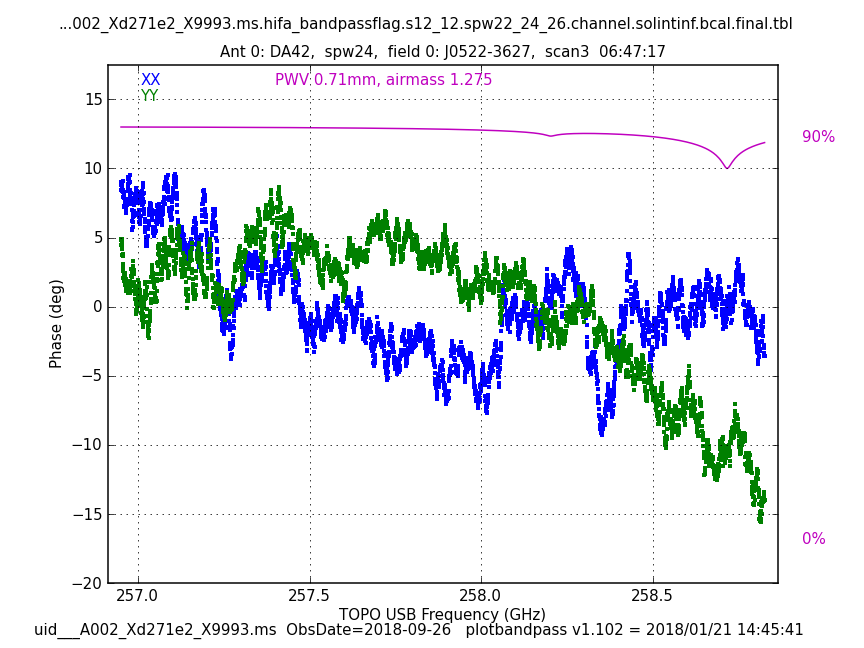 ...002_Xd271e2_X9993.ms.hifa_bandpassflag.s12_12.spw22_24_26.channel.solintinf.bcal.final.tbl
Ant 0: DA42,  spw24,  field 0: J0522-3627,  scan3  06:47:17
XX
PWV 0.71mm, airmass 1.275
YY
15
90%
10
5
0
Phase (deg)
−5
−10
−15
0%
−20
257.0 257.5 258.0 258.5
TOPO USB Frequency (GHz)
uid___A002_Xd271e2_X9993.ms  ObsDate=2018-09-26   plotbandpass v1.102 = 2018/01/21 14:45:41